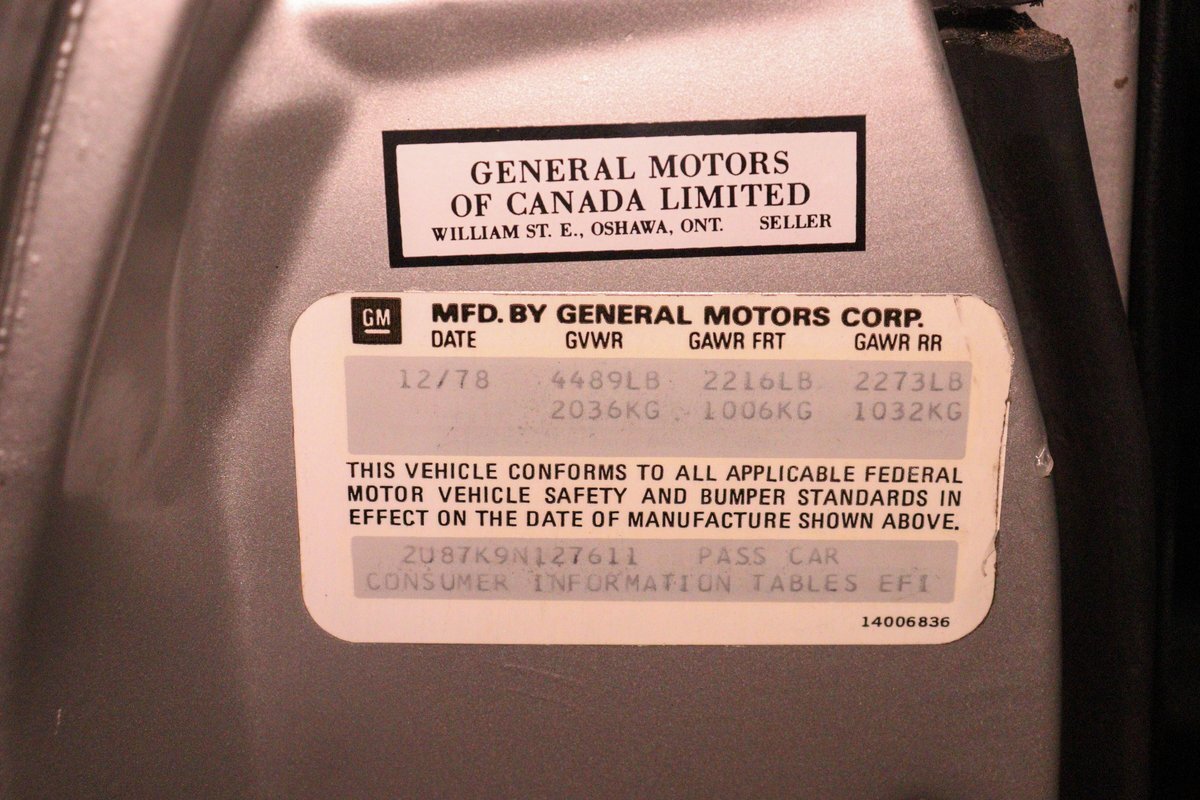 GENERAL MOTORS
OF CANADA LIMITED
WILLIAM ST. E., OSHAWA, ONT. SELLER
GM MFD. BY GENERAL MOTORS CORP.
DATE GVWR GAWR FRT GAWR RR
12/78 4489LB 2216LB 2273LB
2036KG 1006KG 1032KG
THIS VEHICLE CONFORMS TO ALL APPLICABLE FEDERAL
MOTOR VEHICLE SAFETY AND BUMPER STANDARDS IN
EFFECT ON THE DATE OF MANUFACTURE SHOWN ABOVE.
2U87K9N127611 PASS CAR
CONSUMER INFORMATION TABLES EFI
14006836